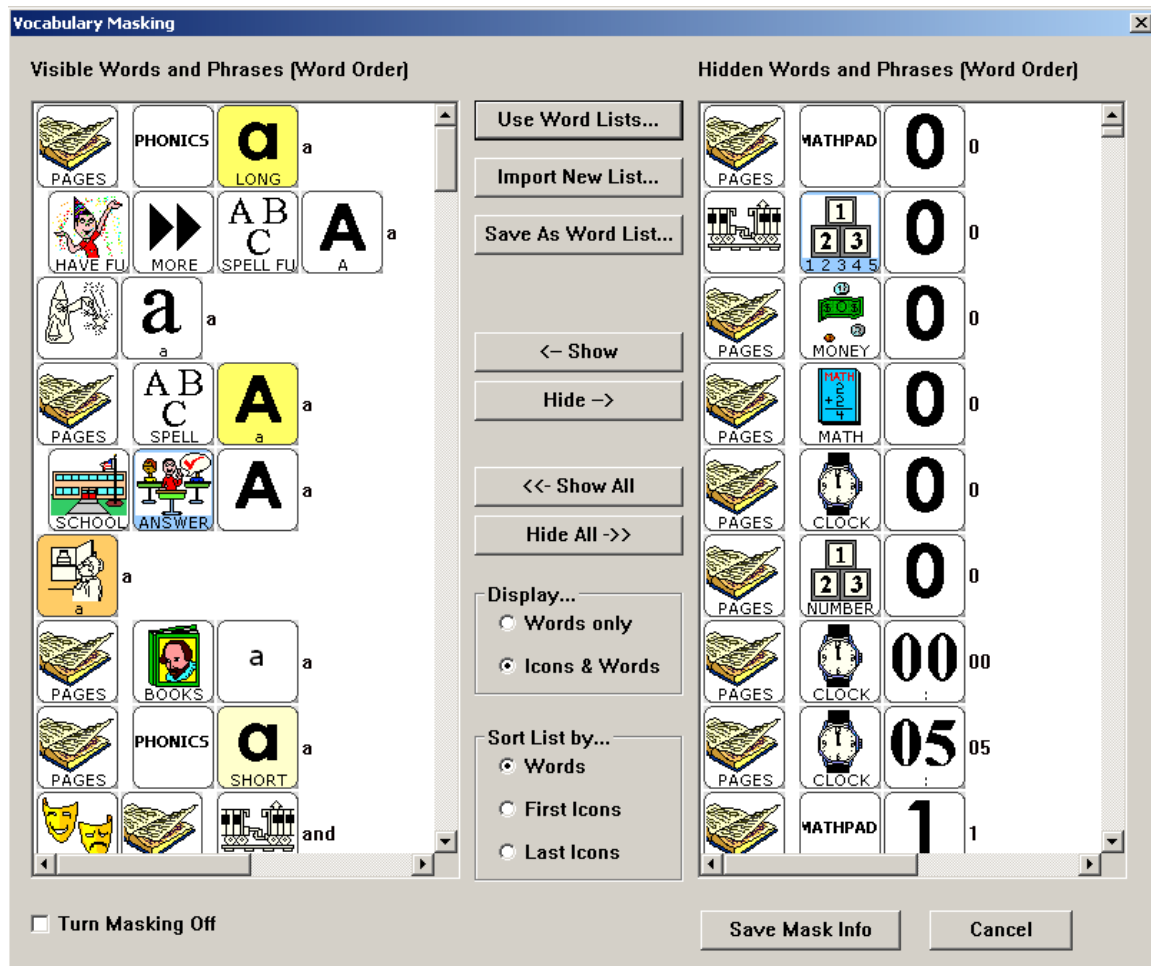 Vocabulary Masking
Visible Words and Phrases (Word Order)
PAGES PHONICS a LONG a
HAVE FU MORE A B C SPELL FU A A a
a a a
PAGES A B C SPELL A a a
SCHOOL ANSWER A a
a a
PAGES BOOKS a a
PAGES PHONICS a SHORT a
and
Use Word Lists...
Import New List...
Save As Word List...
<- Show
Hide ->
<<- Show All
Hide All ->>
Display...
Words only
Icons & Words
Sort List by...
Words
First Icons
Last Icons
Hidden Words and Phrases (Word Order)
PAGES MATHPAD 0 0
1 2 3 1 2 3 4 5 0 0
PAGES $0$ MONEY 0 0
PAGES MATH 2 +2 4 MATH 0 0
PAGES CLOCK 0 0
PAGES 1 2 3 NUMBER 0 0
PAGES CLOCK 00 : 00
PAGES CLOCK 05 : 05
MATHPAD 1 1
Turn Masking Off
Save Mask Info
Cancel